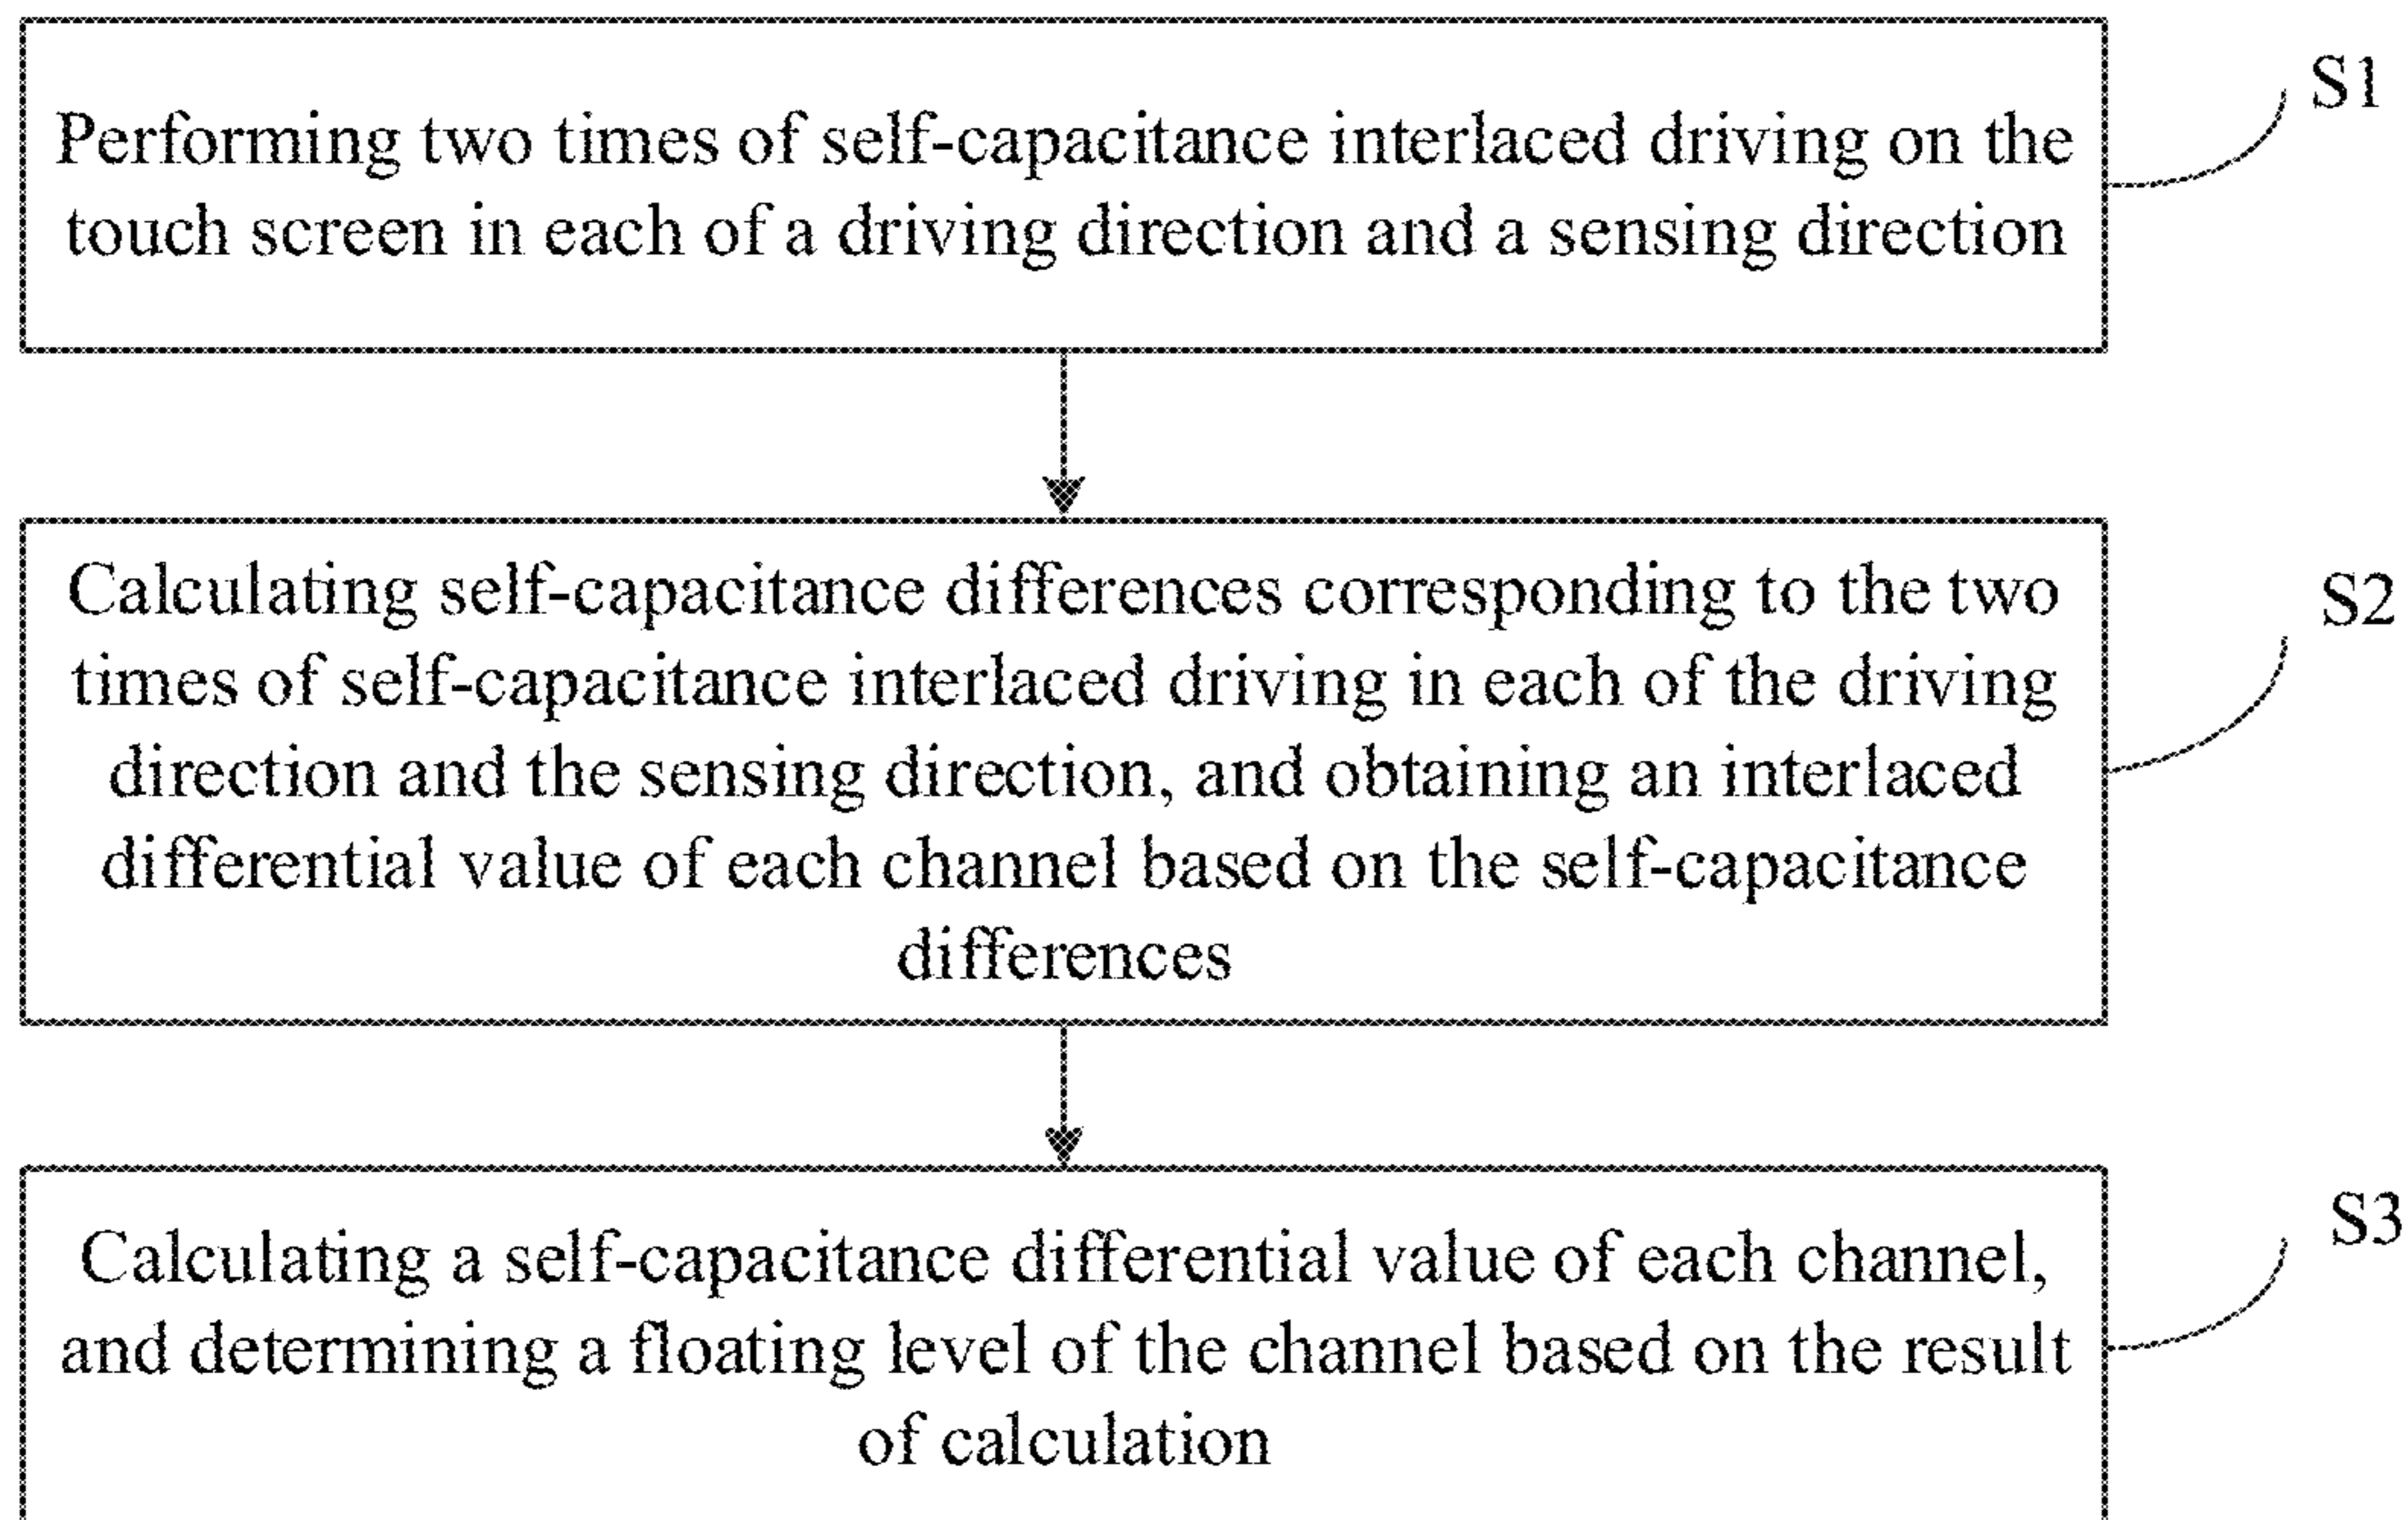 Performing two times of self-capacitance interlaced driving on the
touch screen in each of a driving direction and a sensing direction
S1
Calculating self-capacitance differences corresponding to the two
times of self-capacitance interlaced driving in each of the driving
direction and the sensing direction, and obtaining an interlaced
differential value of each channel based on the self-capacitance
differences
S2
Calculating a self-capacitance differential value of each channel,
and determining a floating level of the channel based on the result
of calculation
S3